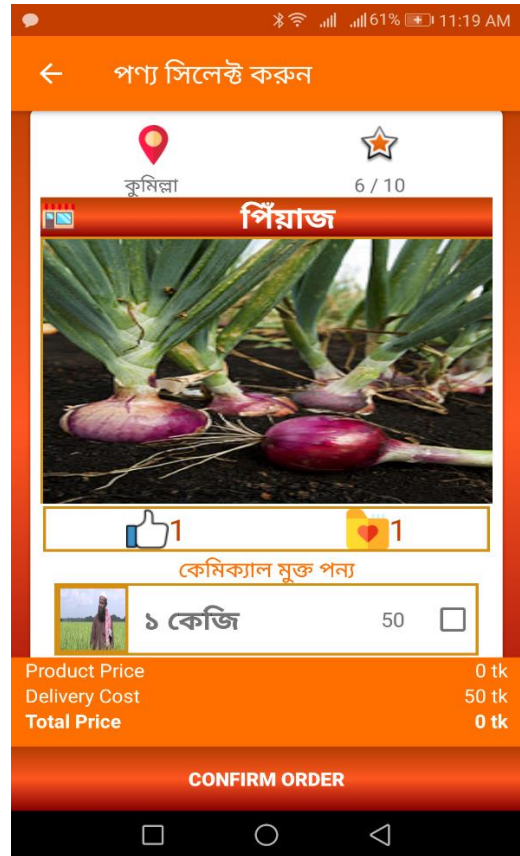 61% 11:19 AM
পণ্য সিলেক্ট করুন
কুমিল্লা 6 / 10
পিঁয়াজ
1 1
কেমিক্যাল মুক্ত পন্য
১ কেজি 50
Product Price 0 tk
Delivery Cost 50 tk
Total Price 0 tk
CONFIRM ORDER